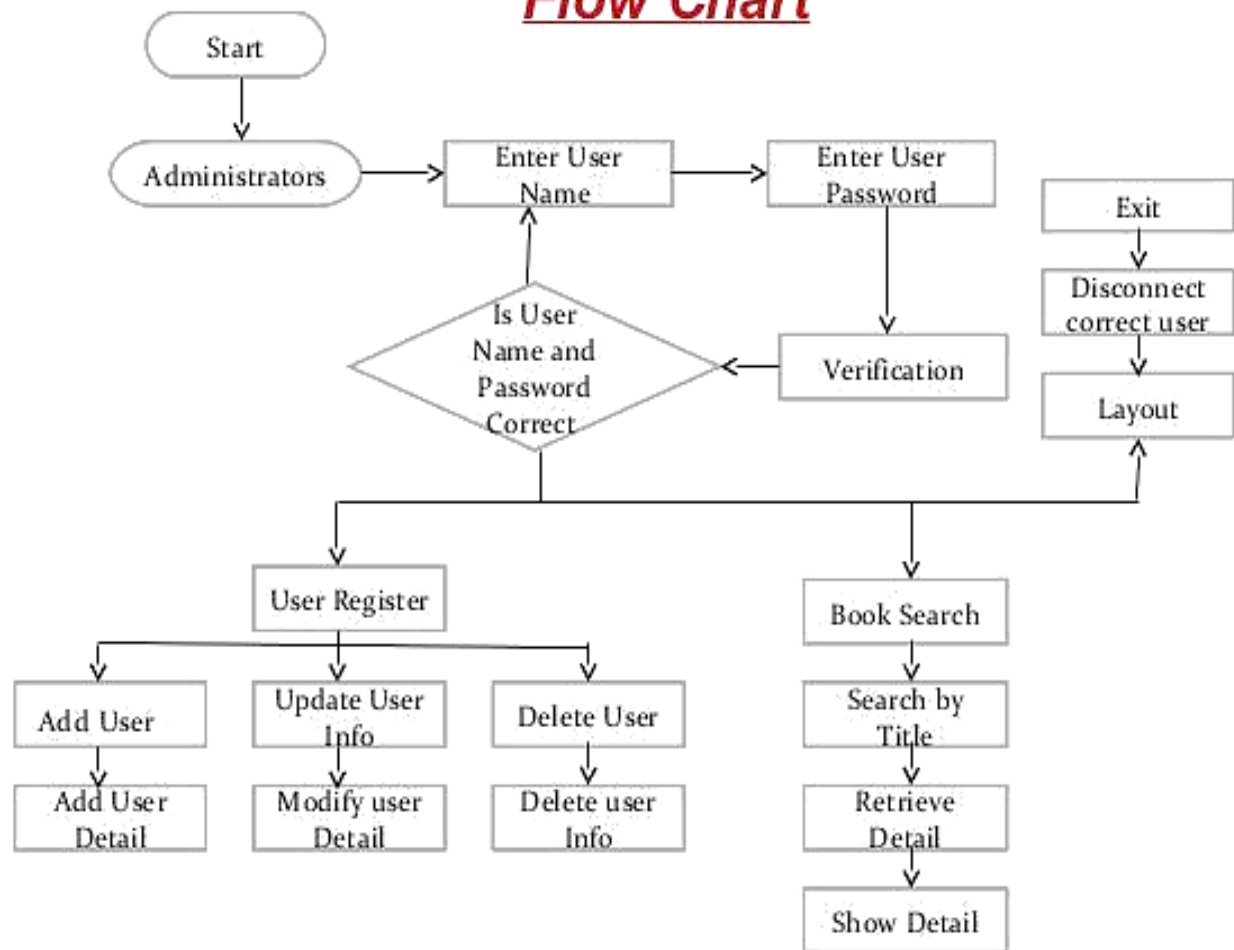 Flow Chart
Start
Administrators
Enter User
Name
Enter User
Password
Exit
Disconnect
correct user
Layout
Is User
Name and
Password
Correct
Verification
User Register
Book Search
Add User
Update User
Info
Delete User
Search by
Title
Add User
Detail
Modify user
Detail
Delete user
Info
Retrieve
Detail
Show Detail